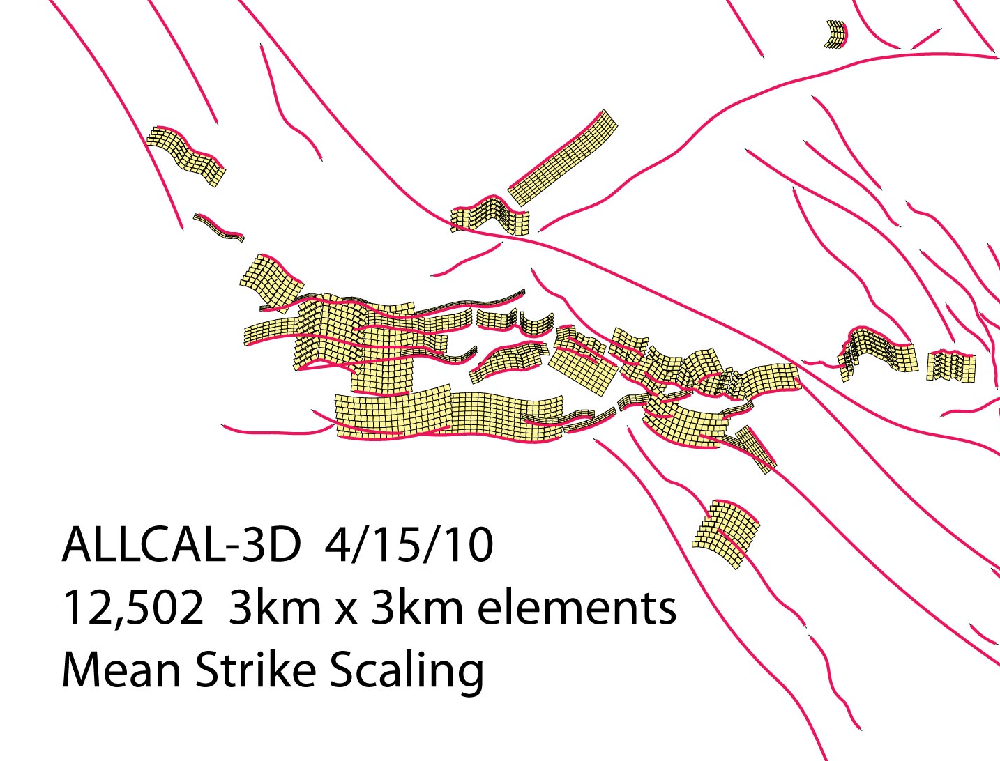 ALLCAL-3D 4/15/10
12,502 3km x 3km elements
Mean Strike Scaling